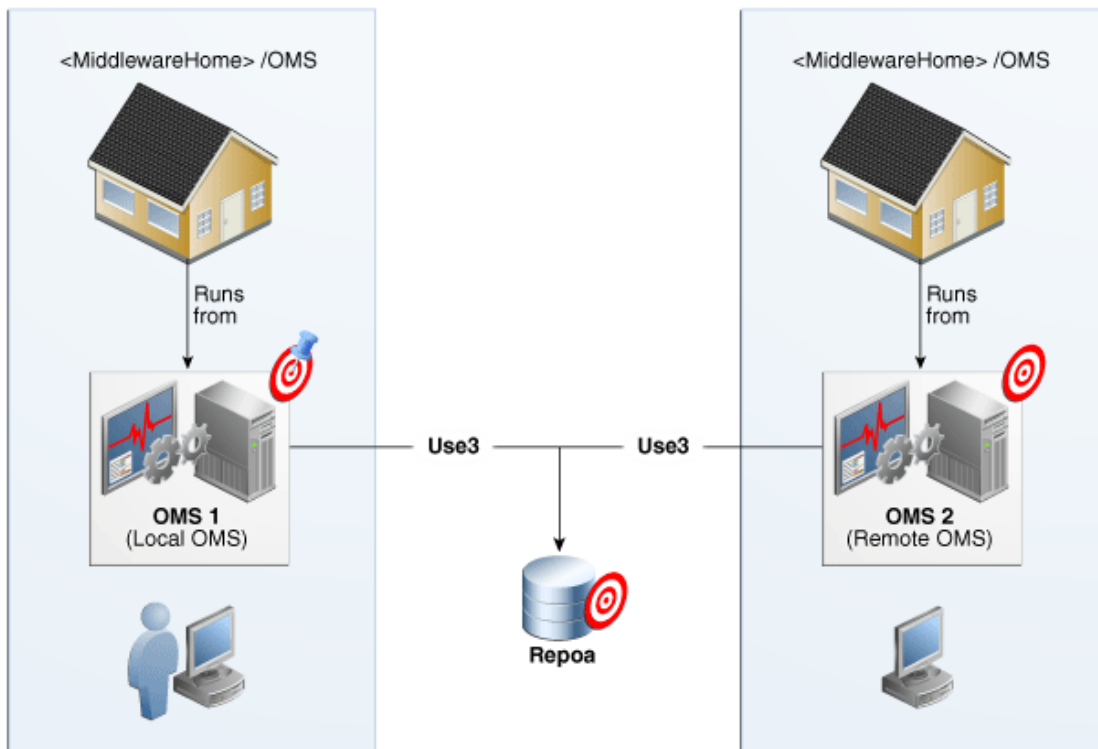 <MiddlewareHome> /OMS
<MiddlewareHome> /OMS
Runs
from
Runs
from
Use3
Use3
OMS 1
(Local OMS)
OMS 2
(Remote OMS)
Repoa